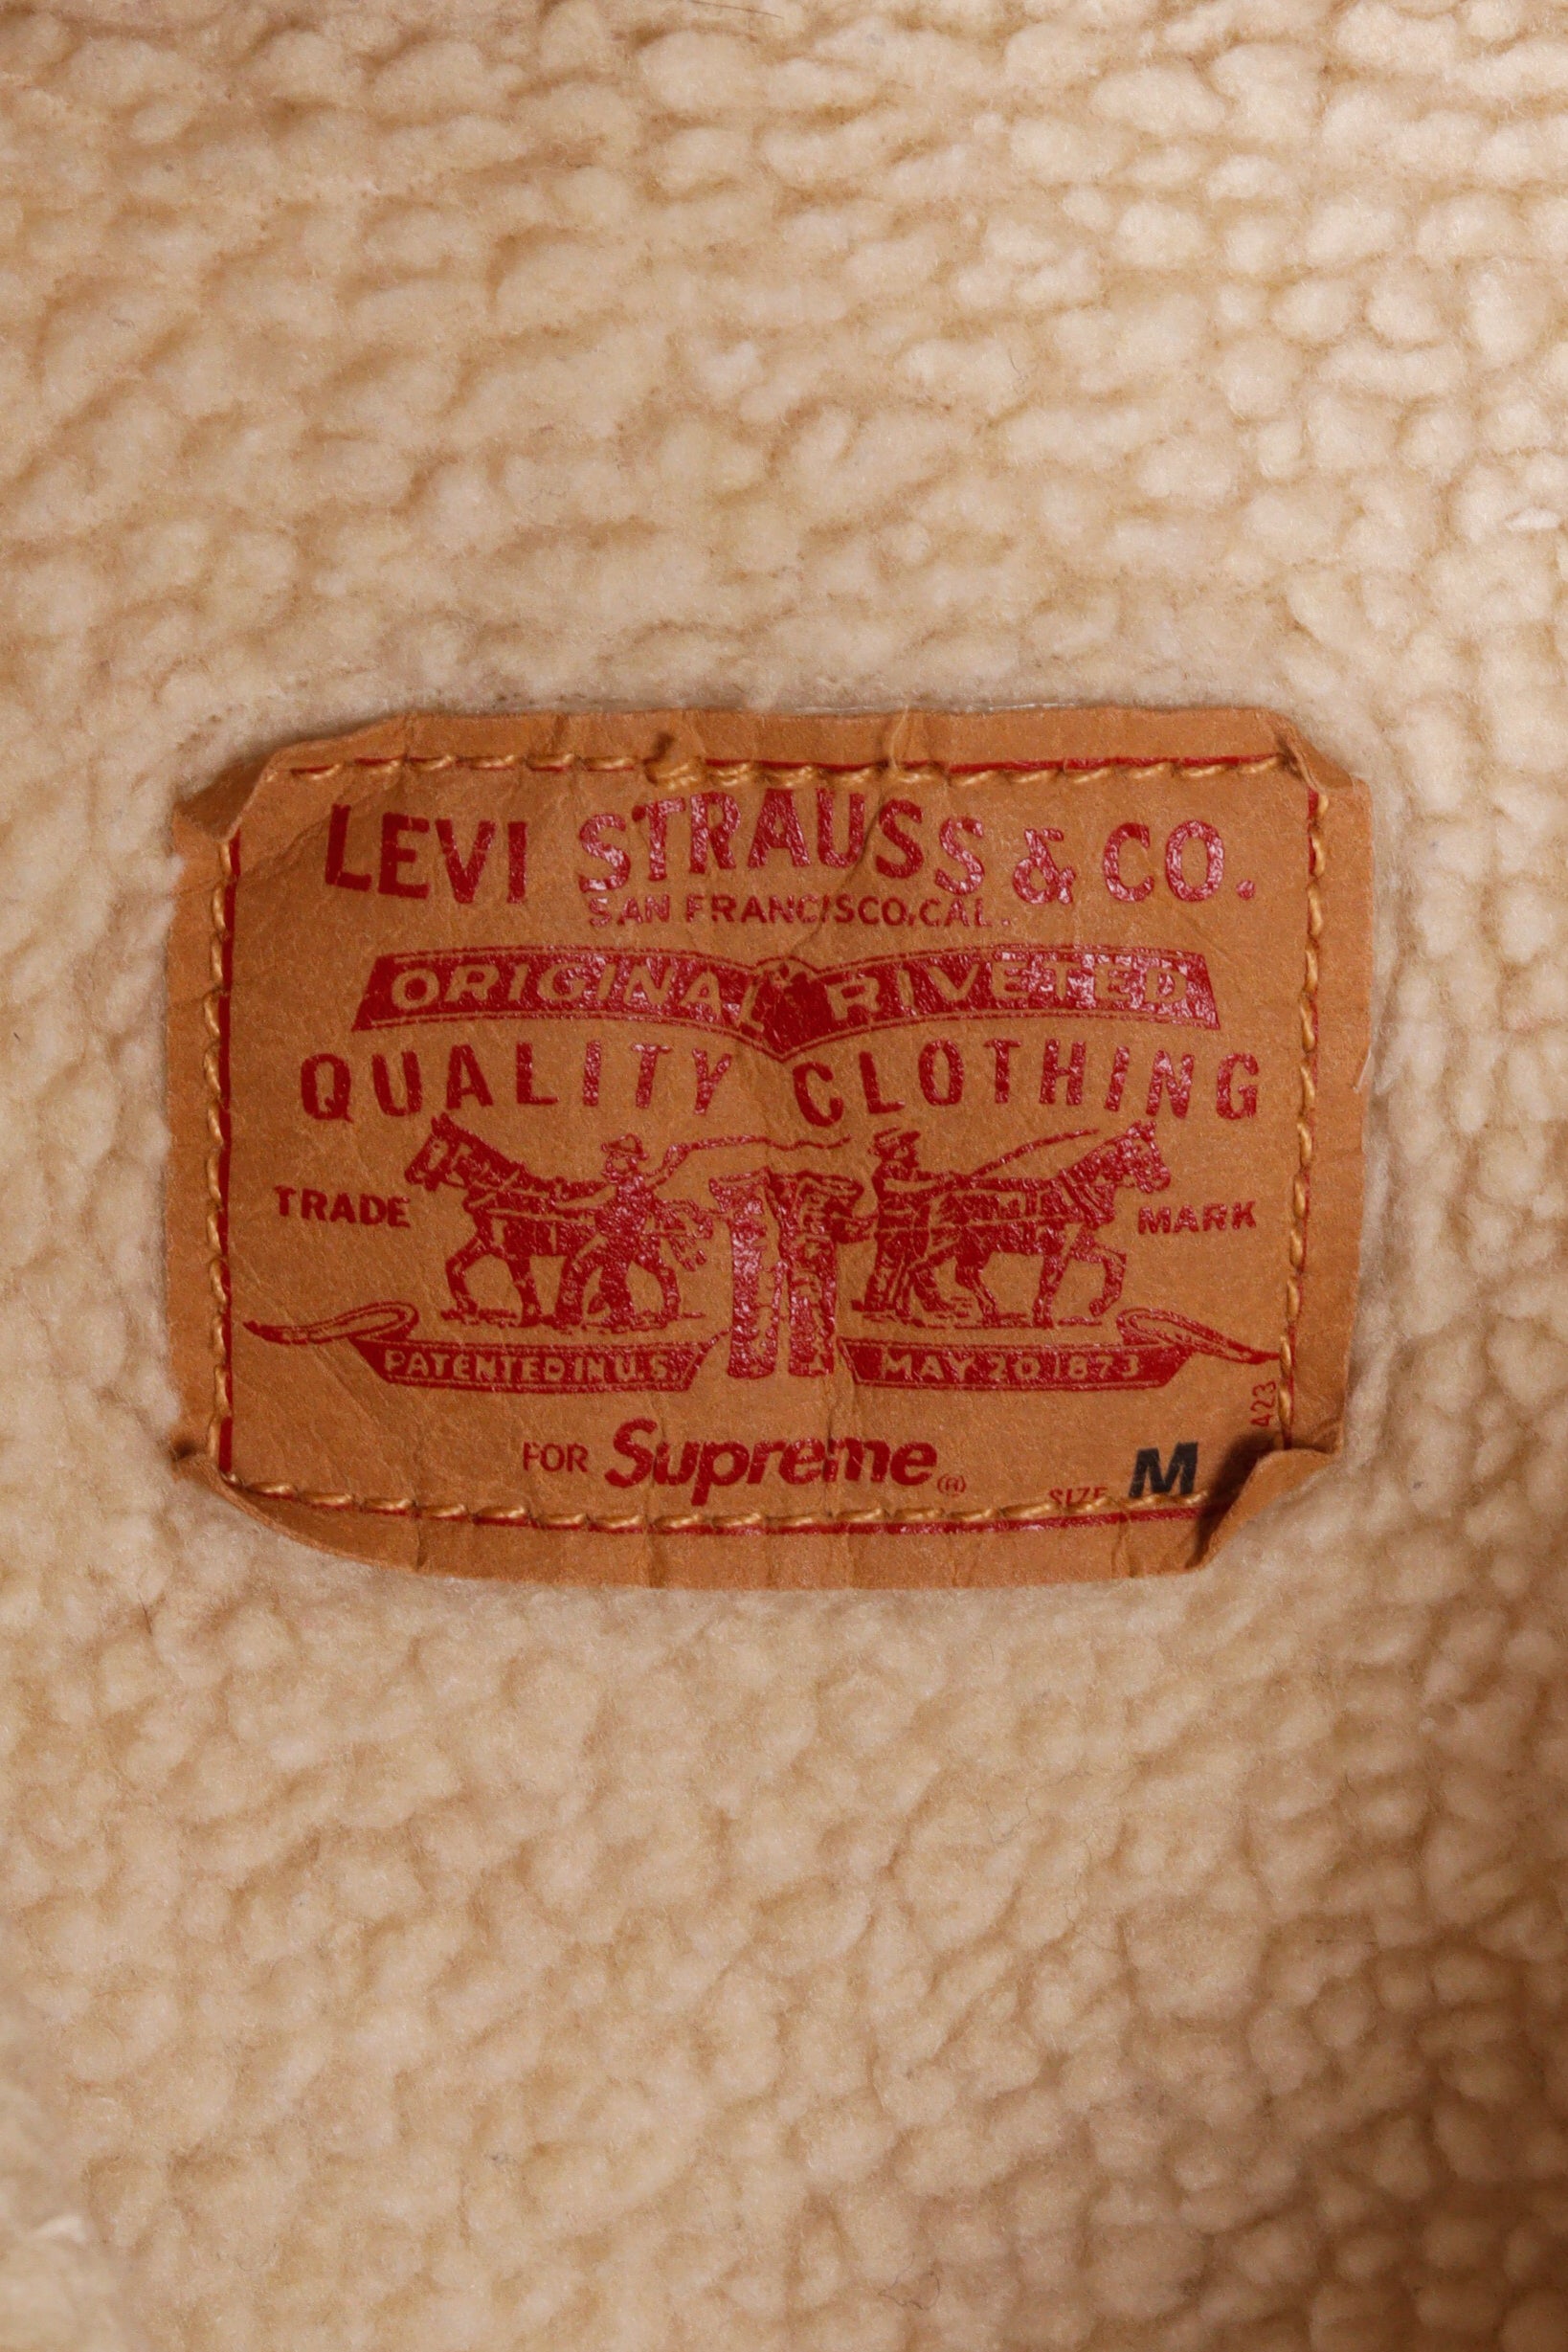 LEVI STRAUSS & CO.
SAN FRANCISCO, CAL.
ORIGINAL RIVETED
QUALITY CLOTHING
TRADE MARK
PATENTED IN U.S. MAY 20 1873
FOR Supreme ®
SIZE M
423